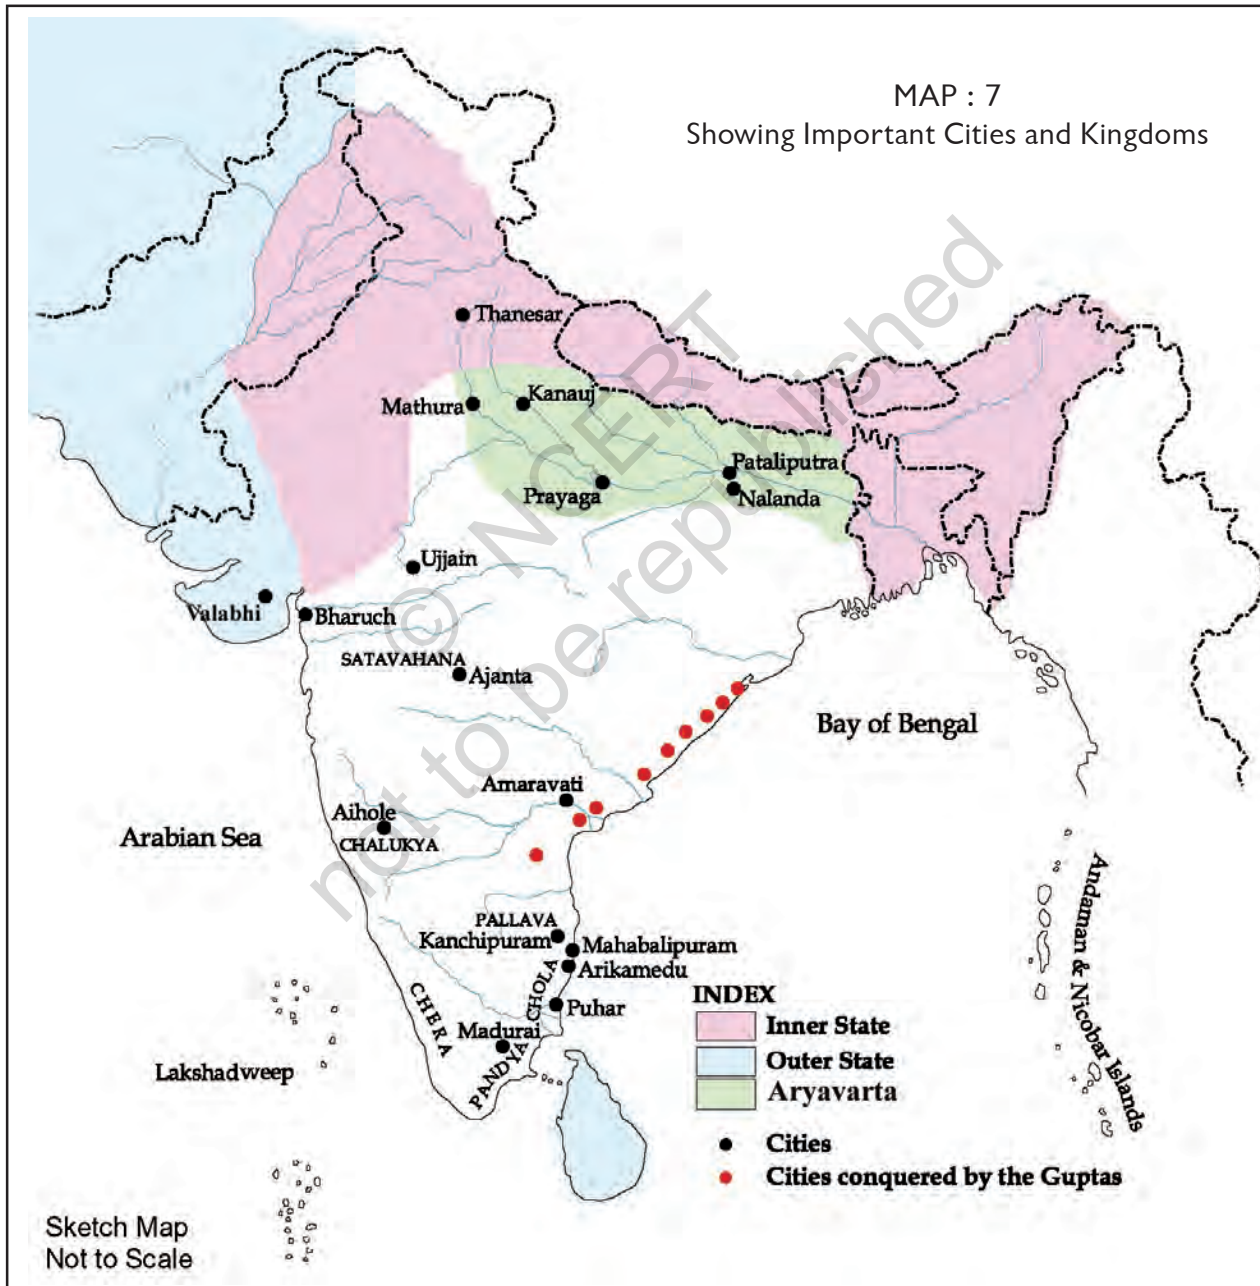 MAP : 7
Showing Important Cities and Kingdoms
Thanesar
Kanauj
Mathura
Pataliputra
Prayaga
Nalanda
Ujjain
Valabhi
Bharuch
SATAVAHANA
Ajanta
Bay of Bengal
Amaravati
Aihole
Arabian Sea
CHALUKYA
PALLAVA
Kanchipuram
Mahabalipuram
Arikamedu
CHOLA
Puhar
CHERA
Madurai
PANDYA
Lakshadweep
Andaman & Nicobar Islands
INDEX
Inner State
Outer State
Aryavarta
Cities
Cities conquered by the Guptas
Sketch Map
Not to Scale
© NCERT
not to be republished